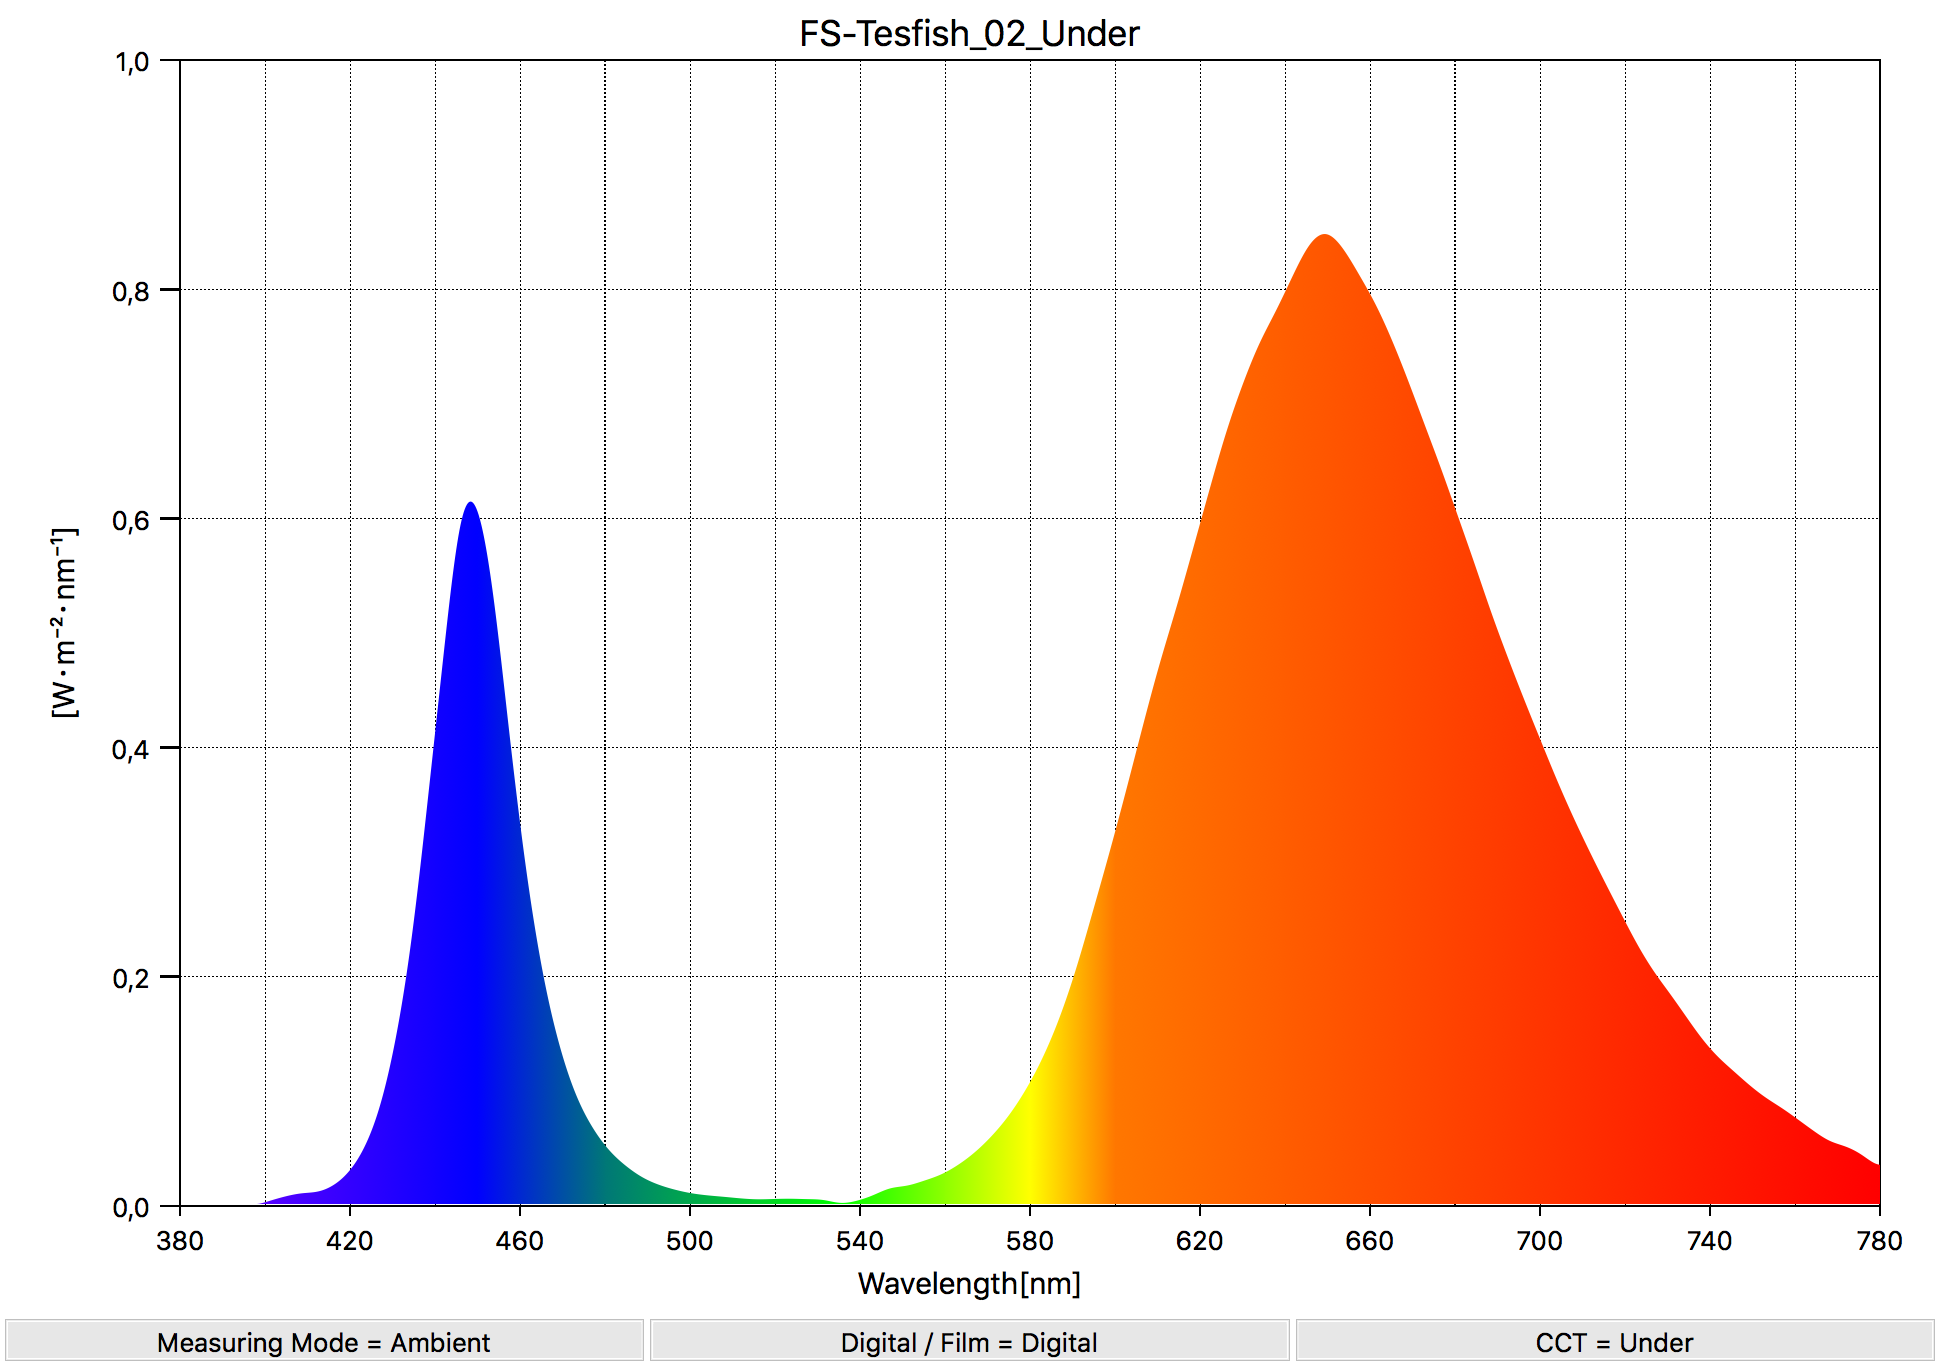 FS-Tesfish_02_Under
1,0
0,8
0,6
0,4
0,2
0,0
[W·m⁻²·nm⁻¹]
380 420 460 500 540 580 620 660 700 740 780
Wavelength[nm]
Measuring Mode = Ambient Digital / Film = Digital CCT = Under